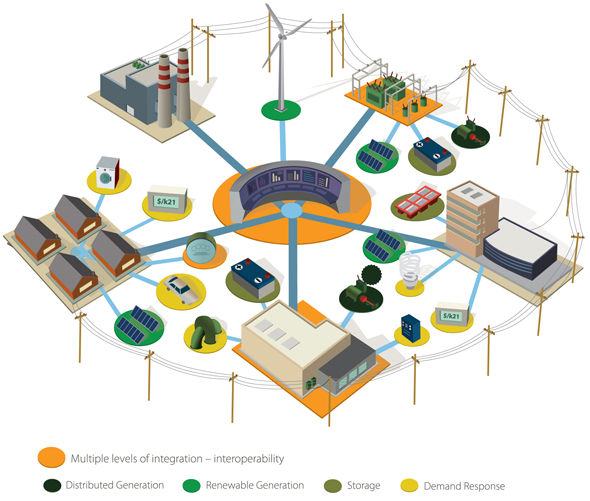 $/k21
$/k21
Multiple levels of integration – interoperability
Distributed Generation
Renewable Generation
Storage
Demand Response